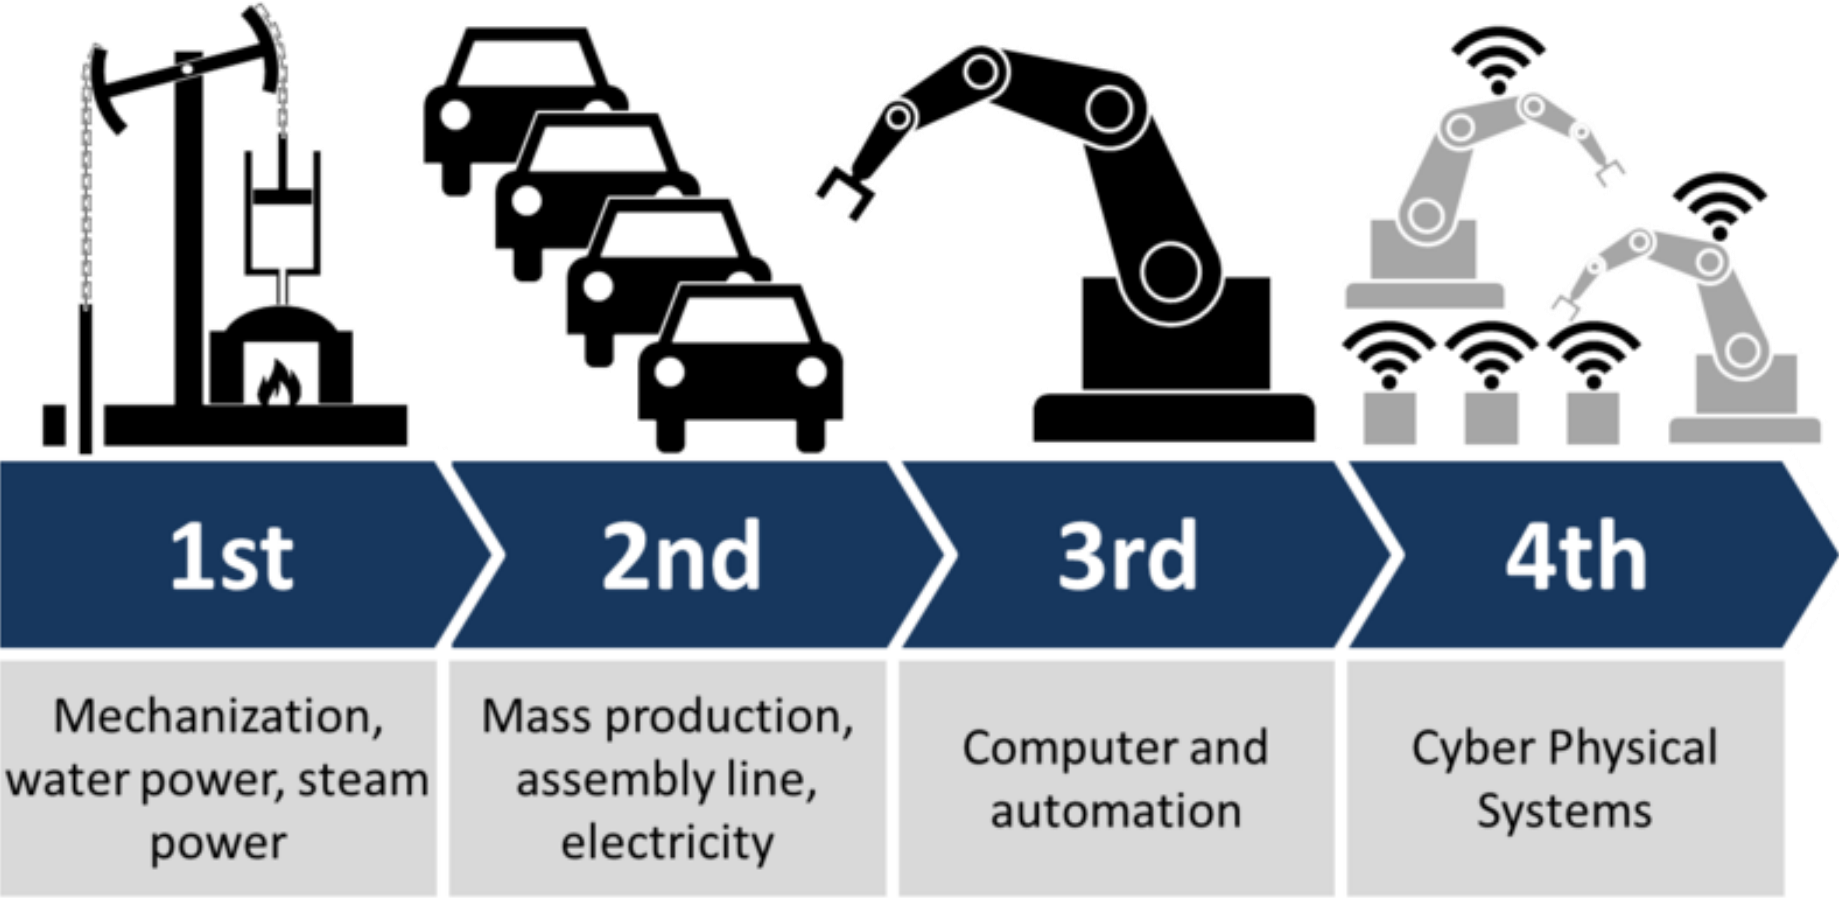 1st
2nd
3rd
4th
Mechanization,
water power, steam
power
Mass production,
assembly line,
electricity
Computer and
automation
Cyber Physical
Systems